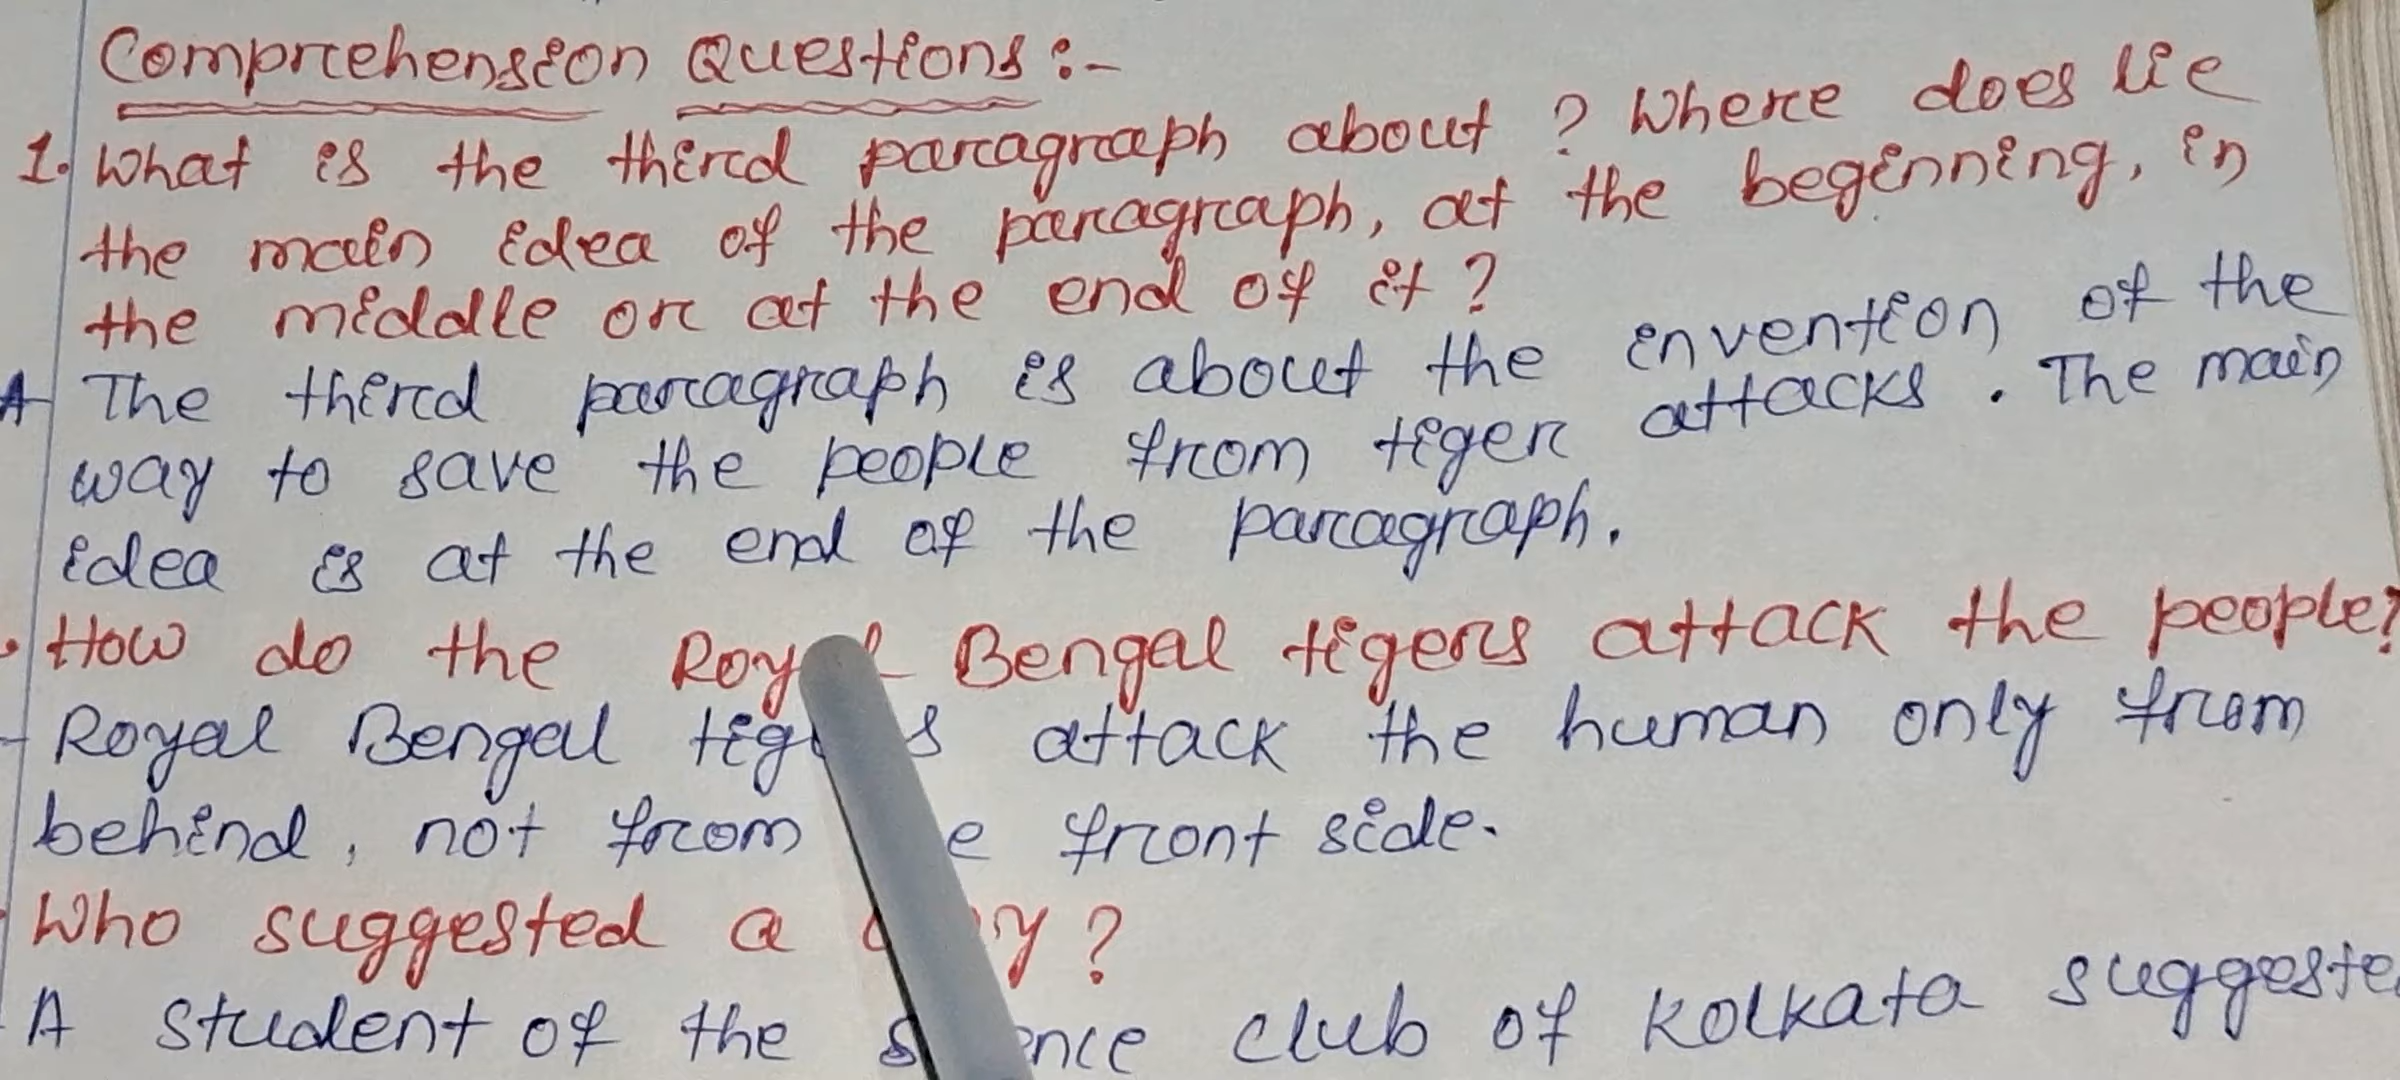 Comprehension Questions :-
1. What is the third paragraph about ? Where does lie
the main idea of the paragraph, at the beginning, in
the middle or at the end of it ?
A The third paragraph is about the invention of the
way to save the people from tiger attacks. The main
idea is at the end of the paragraph.
How do the Bengal tigers attack the people?
Royal Bengal attack the human only from
behind, not from front side.
Who suggested a ?
A student of the club of Kolkata